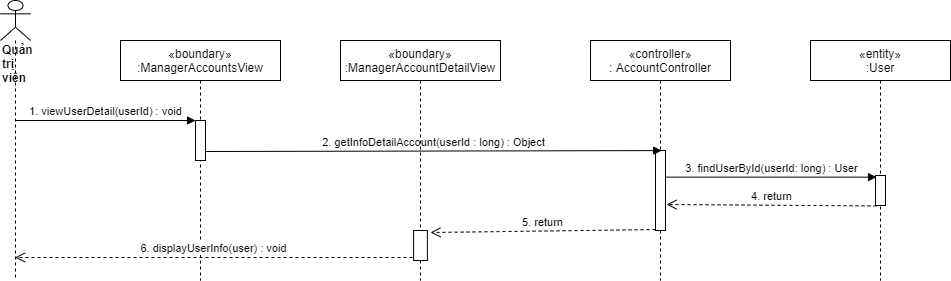 Quản
trị
viên
«boundary»
:ManagerAccountsView
«boundary»
:ManagerAccountDetailView
«controller»
: AccountController
«entity»
:User
1. viewUserDetail(userId) : void
2. getInfoDetailAccount(userId : long) : Object
3. findUserById(userId: long) : User
4. return
5. return
6. displayUserInfo(user) : void